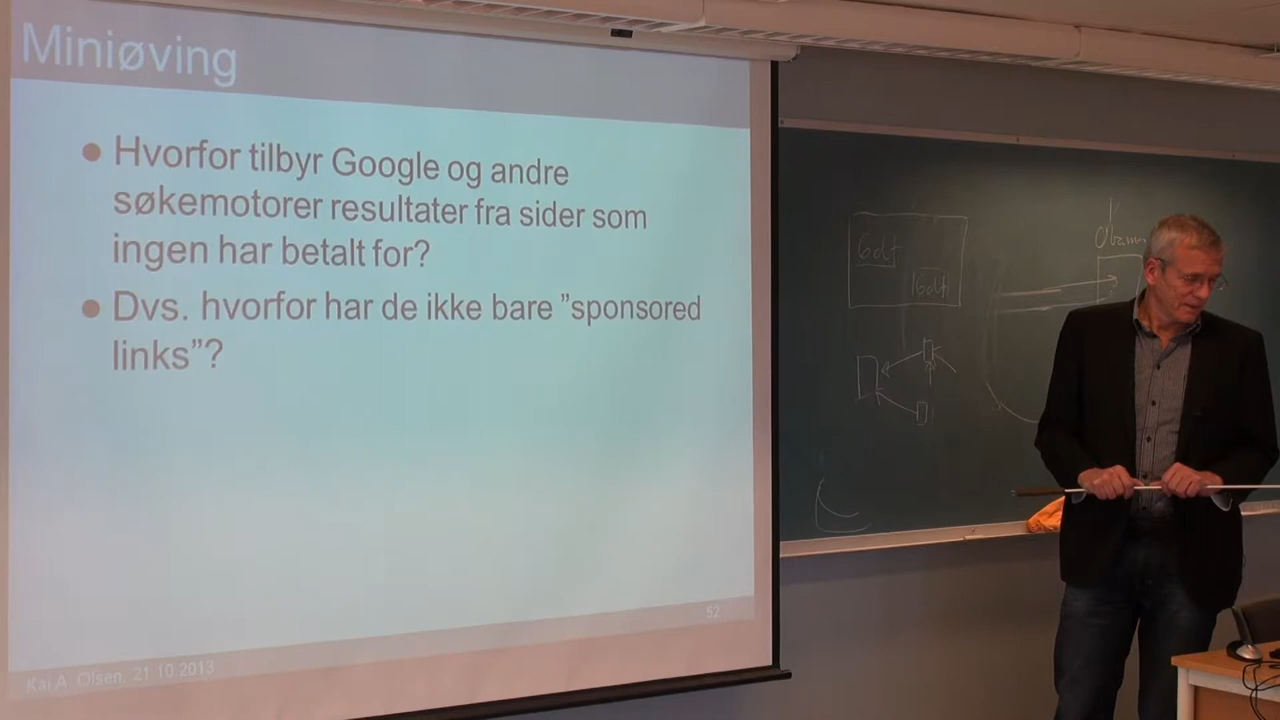 Miniøving
● Hvorfor tilbyr Google og andre
søkemotorer resultater fra sider som
ingen har betalt for?
● Dvs. hvorfor har de ikke bare ”sponsored
links”?
52
Kai A. Olsen, 21.10.2013